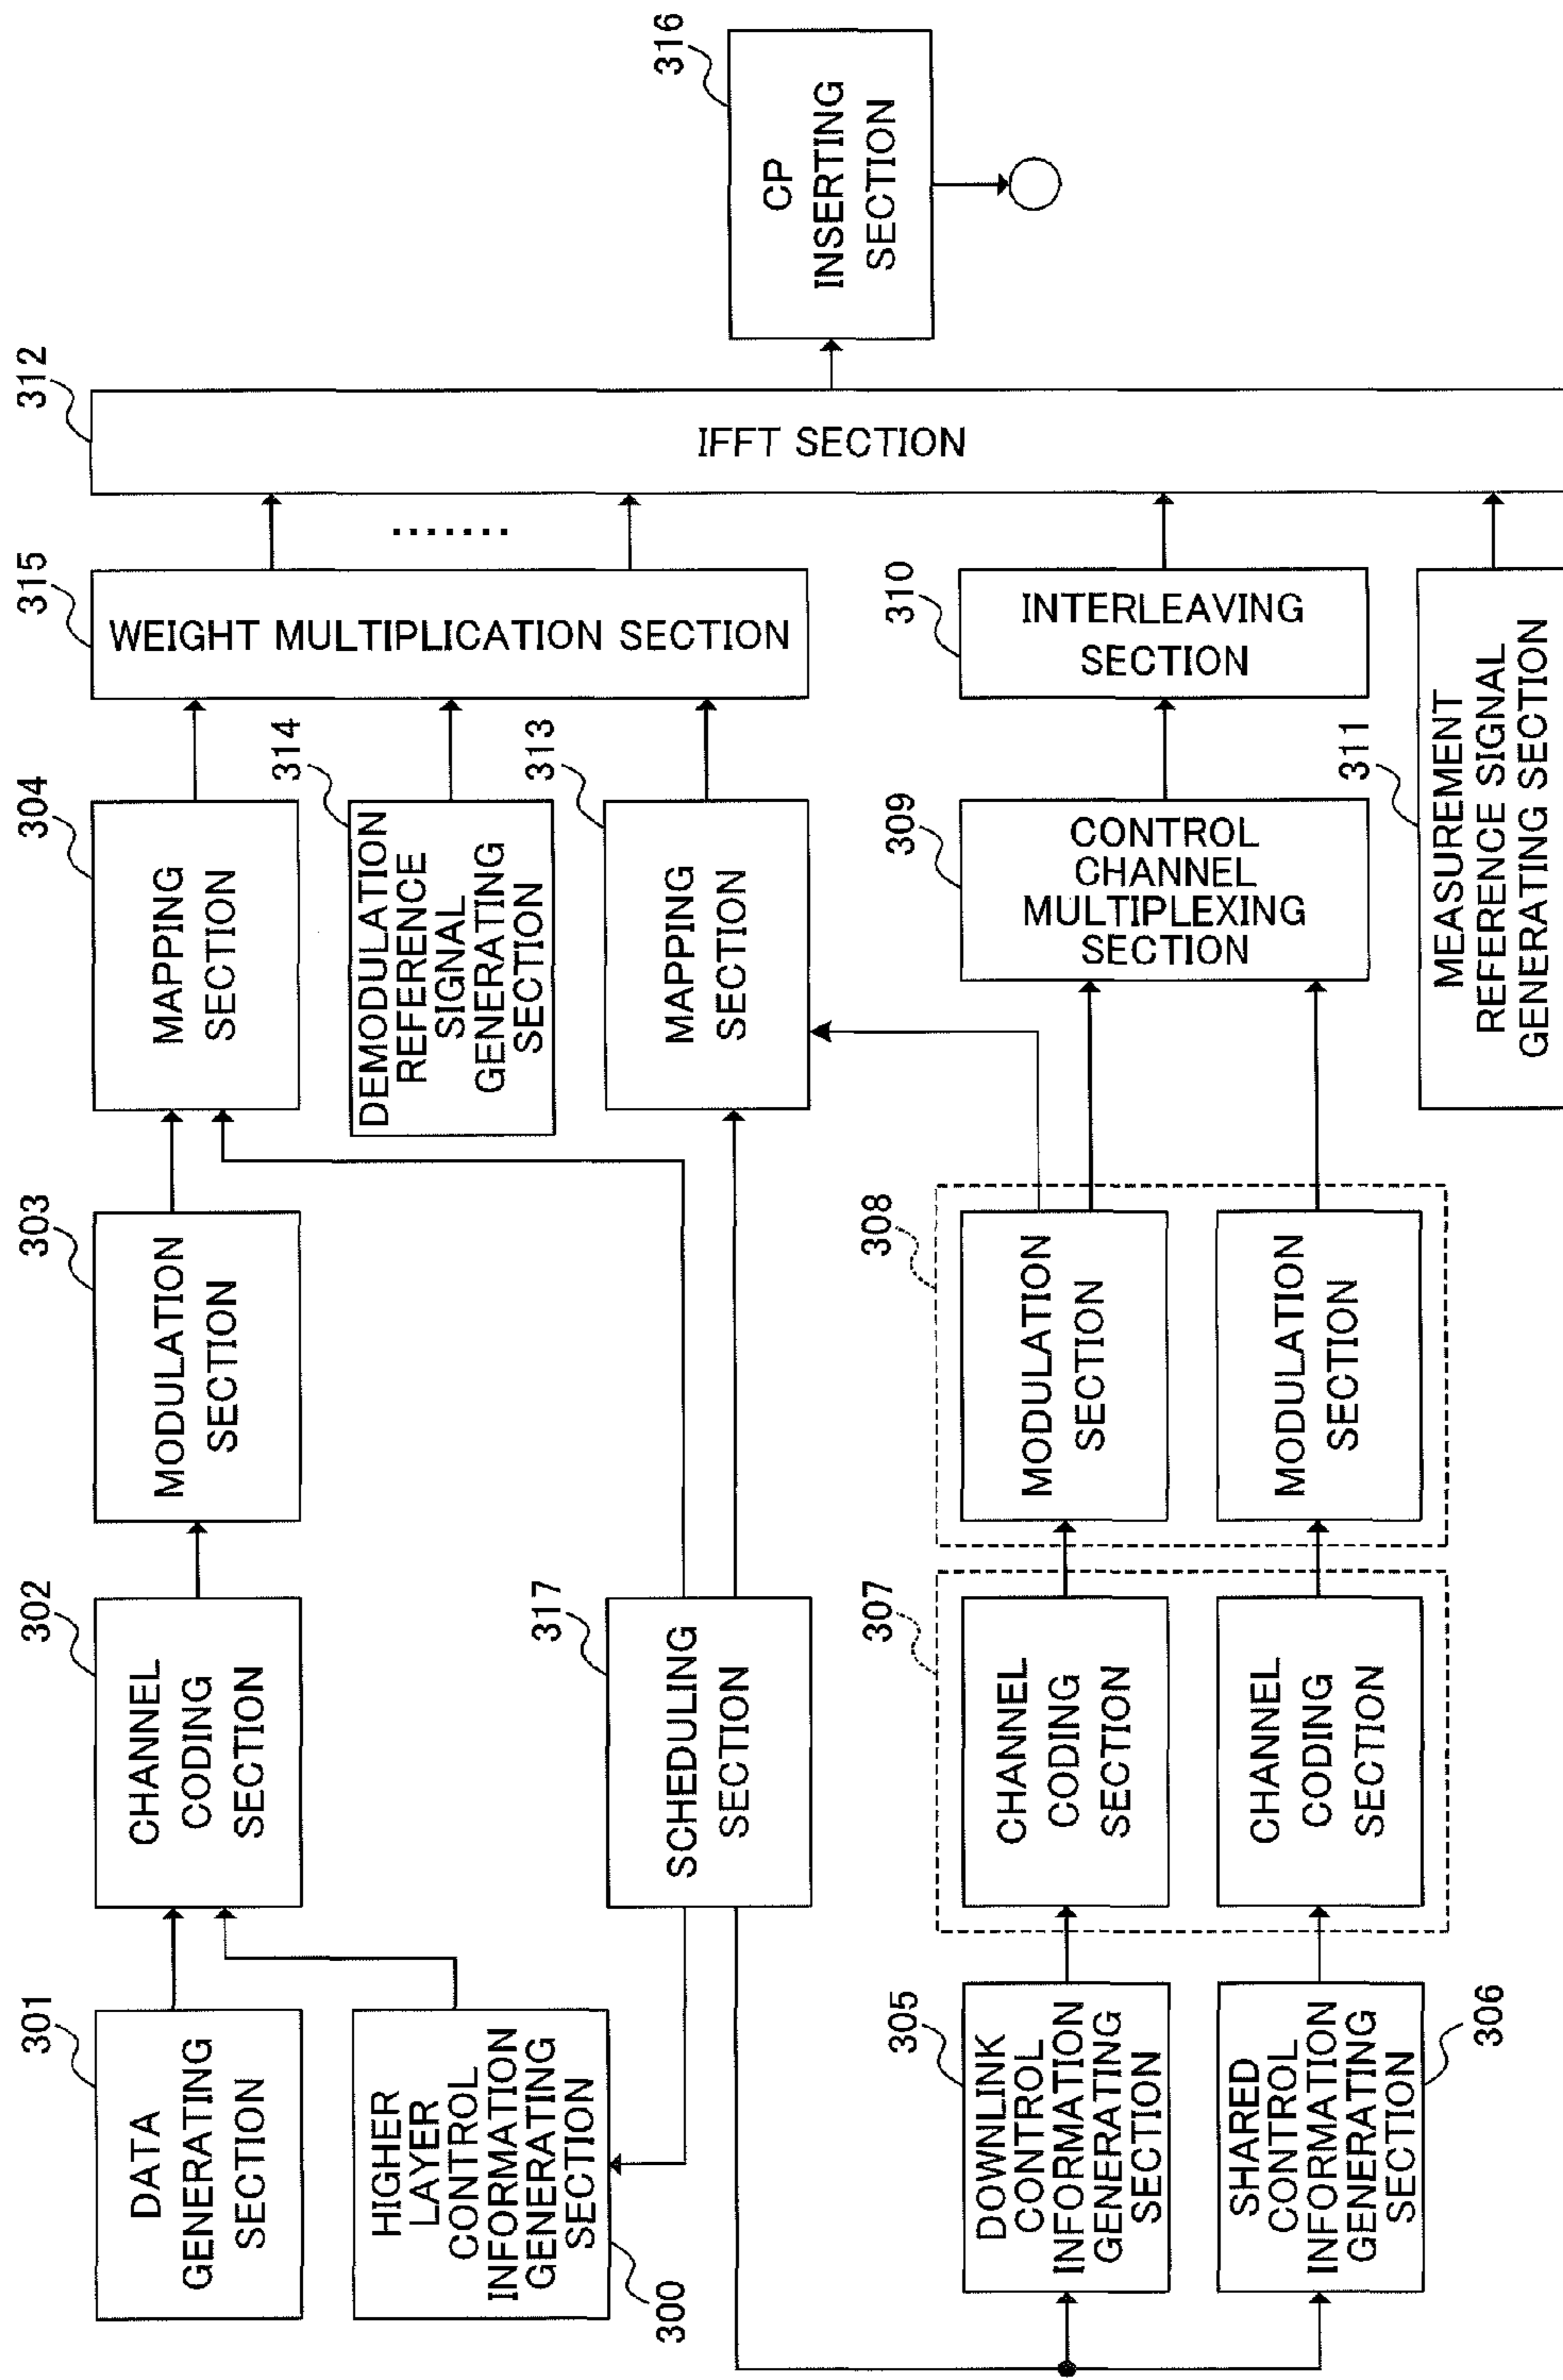 301
DATA
GENERATING
SECTION
302
CHANNEL
CODING
SECTION
303
MODULATION
SECTION
304
MAPPING
SECTION
315
WEIGHT MULTIPLICATION SECTION
.......
312
IFFT SECTION
316
CP
INSERTING
SECTION
HIGHER
LAYER
CONTROL
INFORMATION
GENERATING
SECTION
300
314
DEMODULATION
REFERENCE
SIGNAL
GENERATING
SECTION
317
SCHEDULING
SECTION
313
MAPPING
SECTION
305
DOWNLINK
CONTROL
INFORMATION
GENERATING
SECTION
307
CHANNEL
CODING
SECTION
308
MODULATION
SECTION
309
CONTROL
CHANNEL
MULTIPLEXING
SECTION
310
INTERLEAVING
SECTION
SHARED
CONTROL
INFORMATION
GENERATING
SECTION
306
CHANNEL
CODING
SECTION
MODULATION
SECTION
311
MEASUREMENT
REFERENCE SIGNAL
GENERATING SECTION